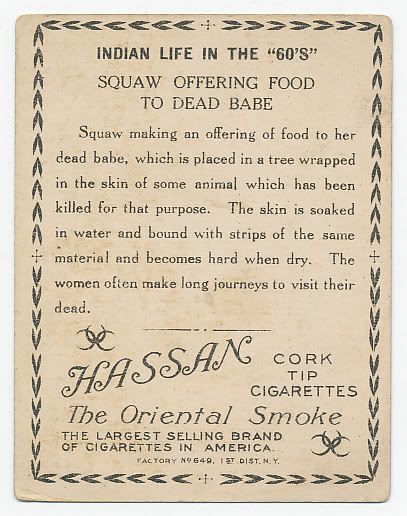 INDIAN LIFE IN THE "60'S"
SQUAW OFFERING FOOD
TO DEAD BABE
Squaw making an offering of food to her
dead babe, which is placed in a tree wrapped
in the skin of some animal which has been
killed for that purpose. The skin is soaked
in water and bound with strips of the same
material and becomes hard when dry. The
women often make long journeys to visit their
dead.
HASSAN
CORK
TIP
CIGARETTES
The Oriental Smoke
THE LARGEST SELLING BRAND
OF CIGARETTES IN AMERICA.
FACTORY No 649, 1ST DIST. N.Y.